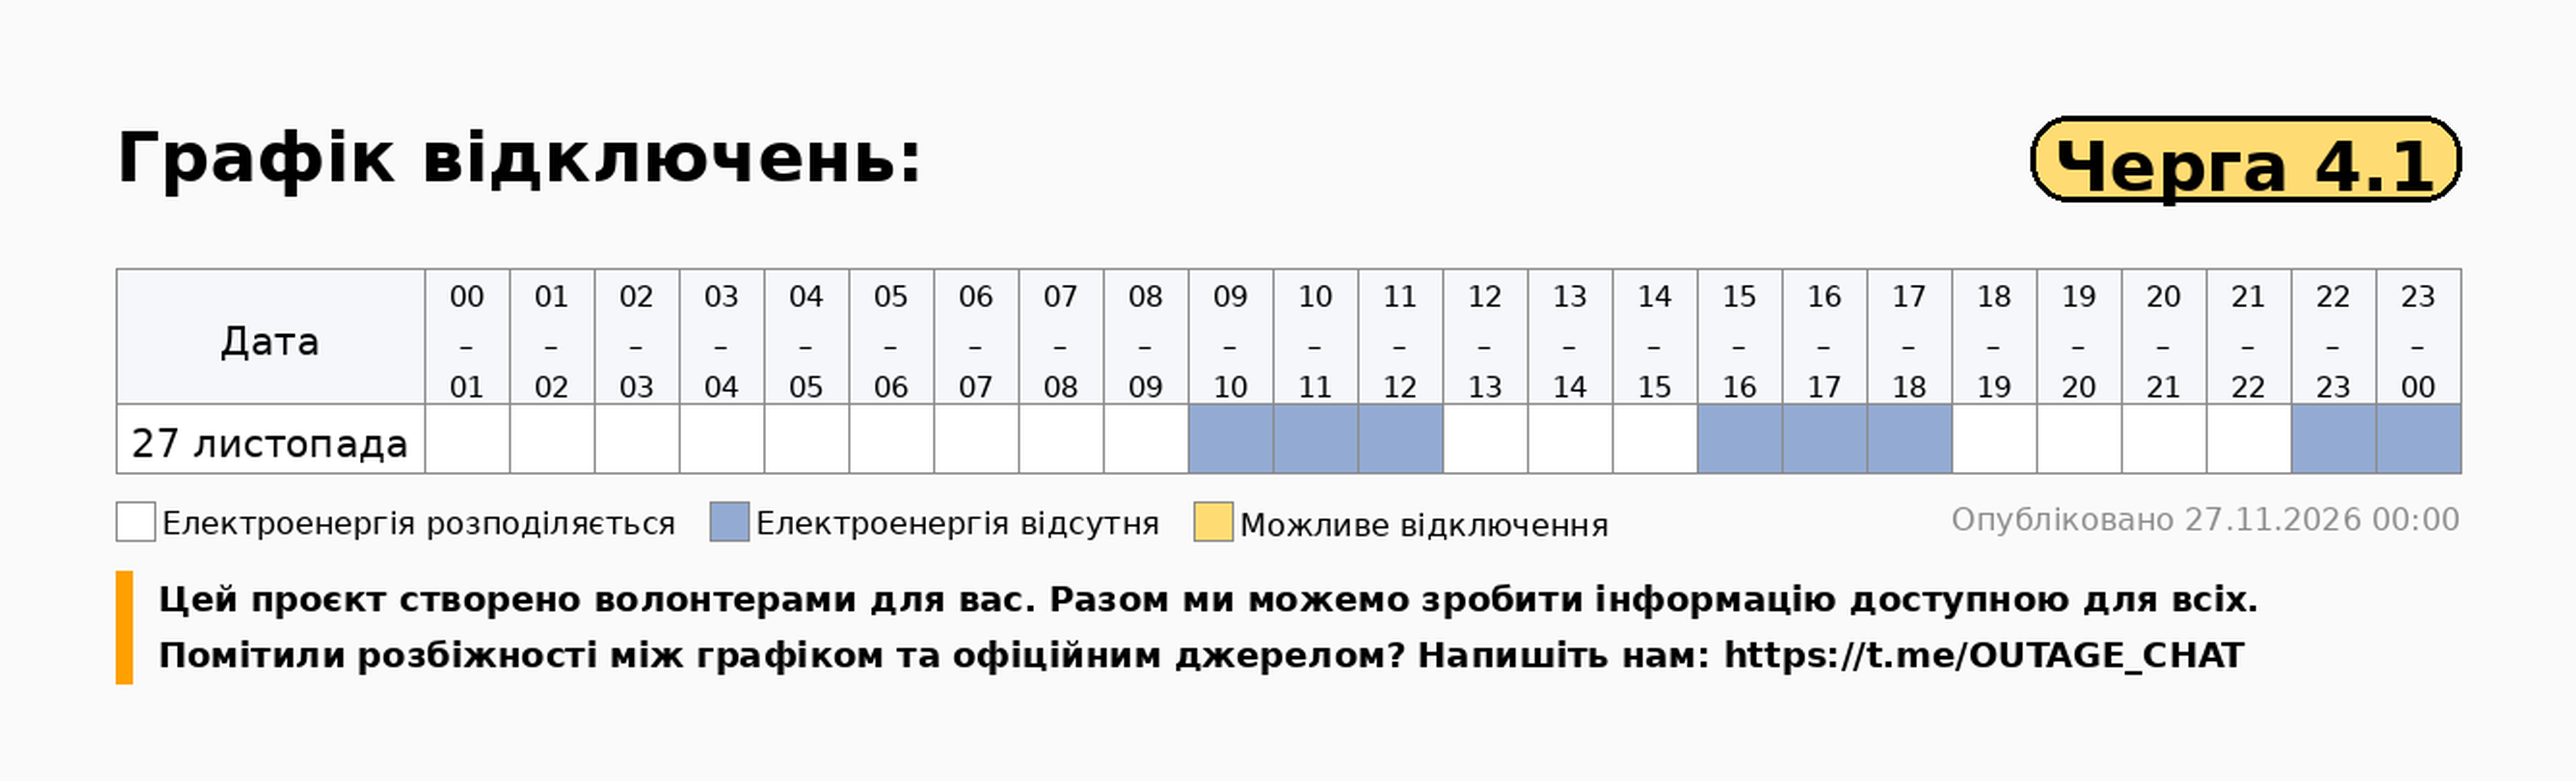 Графік відключень:
Черга 4.1
Дата
00 – 01
01 – 02
02 – 03
03 – 04
04 – 05
05 – 06
06 – 07
07 – 08
08 – 09
09 – 10
10 – 11
11 – 12
12 – 13
13 – 14
14 – 15
15 – 16
16 – 17
17 – 18
18 – 19
19 – 20
20 – 21
21 – 22
22 – 23
23 – 00
27 листопада
Електроенергія розподіляється
Електроенергія відсутня
Можливе відключення
Опубліковано 27.11.2026 00:00
Цей проєкт створено волонтерами для вас. Разом ми можемо зробити інформацію доступною для всіх.
Помітили розбіжності між графіком та офіційним джерелом? Напишіть нам: https://t.me/OUTAGE_CHAT